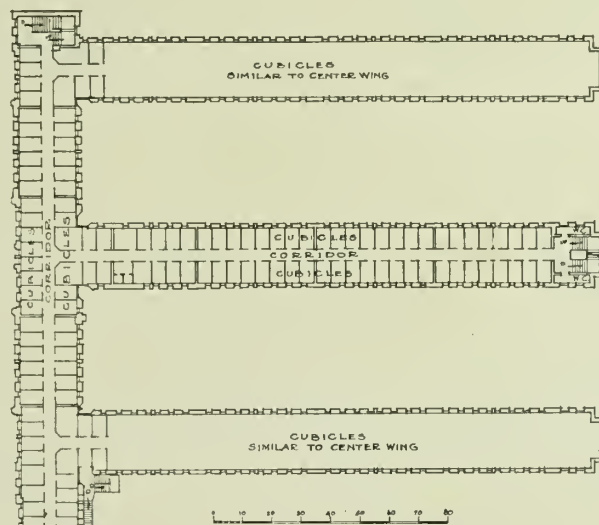 CUBICLES
SIMILAR TO CENTER WING
CUBICLES
CORRIDOR
CUBICLES
CUBICLES
CORRIDOR
CUBICLES
CUBICLES
SIMILAR TO CENTER WING
0 10 20 30 40 50 60 70 80